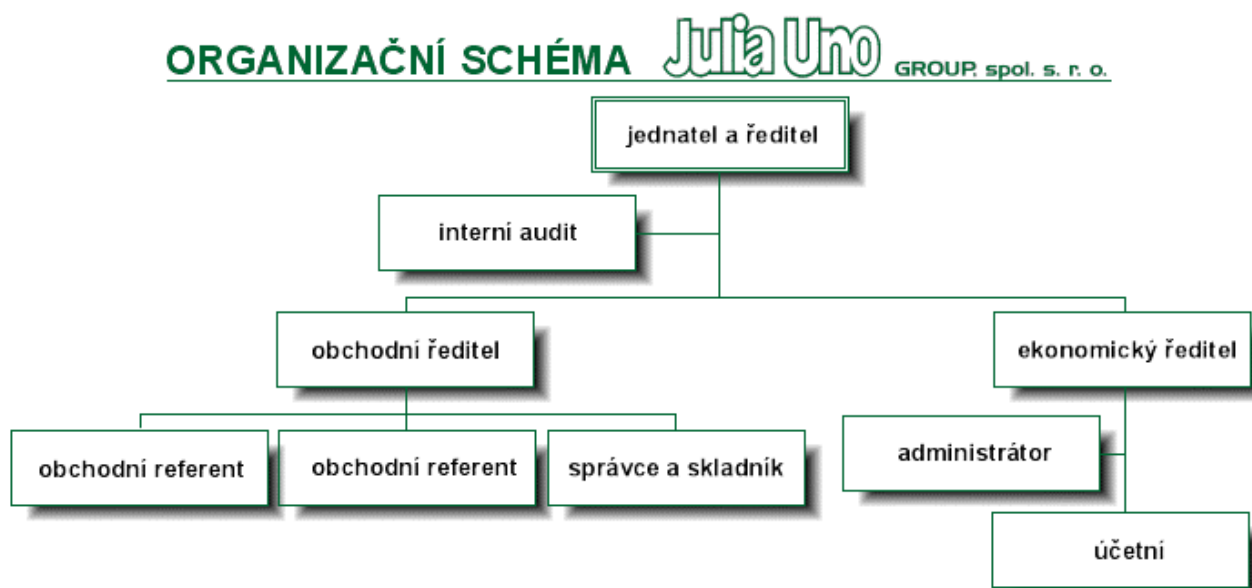 ORGANIZAČNÍ SCHÉMA Julia Uno GROUP, spol. s. r. o.
jednatel a ředitel
interní audit
obchodní ředitel
ekonomický ředitel
obchodní referent
obchodní referent
správce a skladník
administrátor
účetní